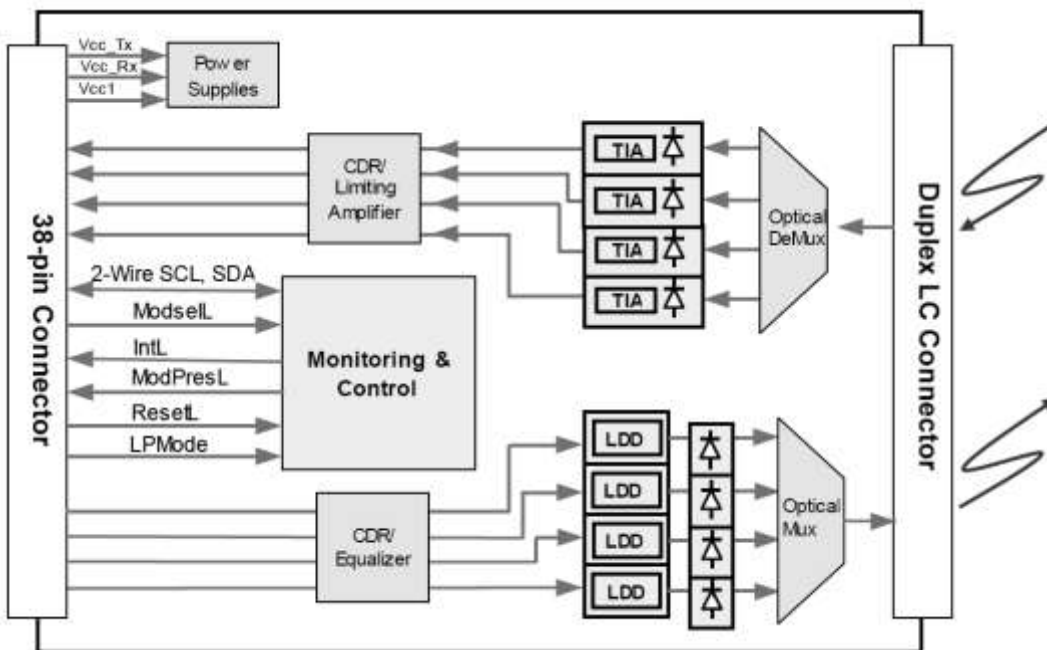 Vcc_Tx
Vcc_Rx
Vcc1
Power
Supplies
38-pin Connector
CDR/
Limiting
Amplifier
TIA
TIA
TIA
TIA
Optical
DeMux
Duplex LC Connector
2-Wire SCL, SDA
ModselL
IntL
ModPresL
ResetL
LPMode
Monitoring &
Control
CDR/
Equalizer
LDD
LDD
LDD
LDD
Optical
Mux